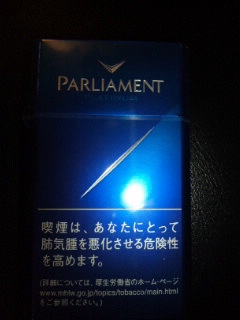 PARLIAMENT
喫煙は、あなたにとって
肺気腫を悪化させる危険性
を高めます。
(詳細については、厚生労働省のホーム・ページ
www.mhlw.go.jp/topics/tobacco/main.html
をご参照ください。)